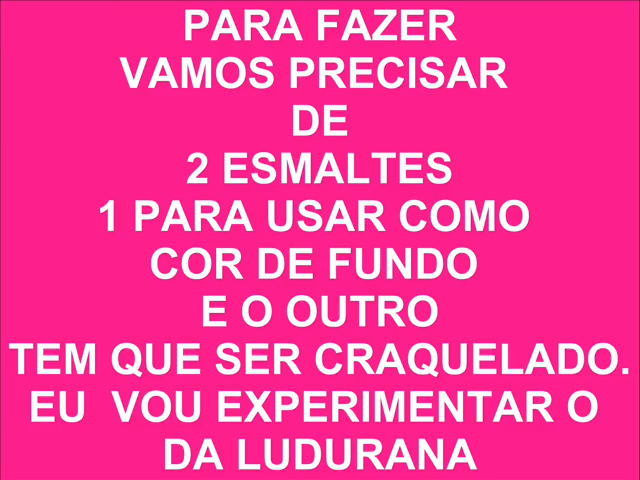 PARA FAZER
VAMOS PRECISAR
DE
2 ESMALTES
1 PARA USAR COMO
COR DE FUNDO
E O OUTRO
TEM QUE SER CRAQUELADO.
EU VOU EXPERIMENTAR O
DA LUDURANA